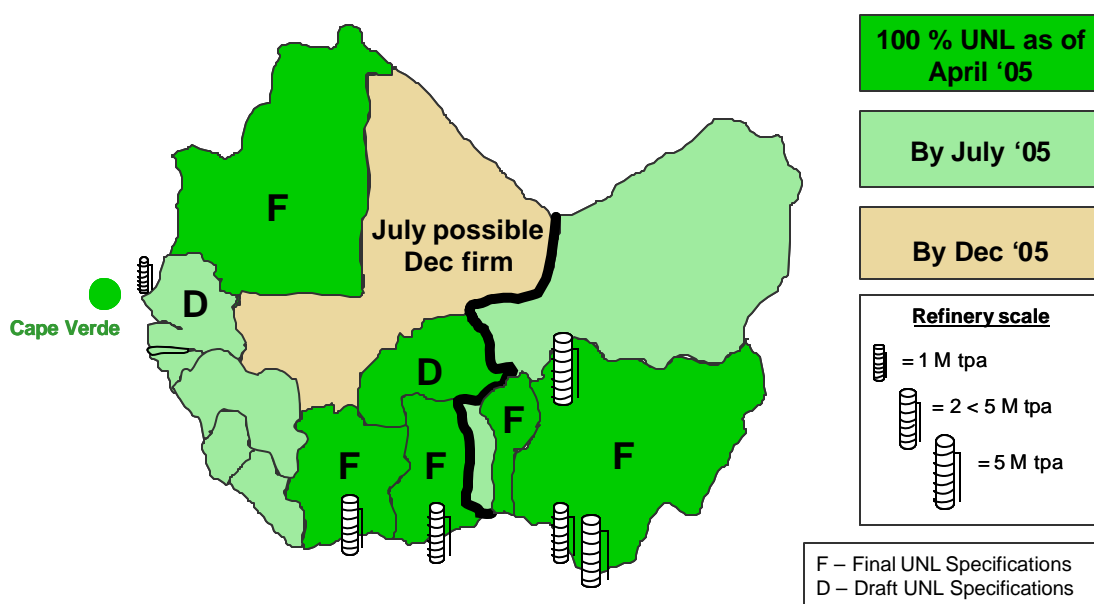 100 % UNL as of
April ‘05
By July ‘05
By Dec ‘05
F
July possible
Dec firm
D
Cape Verde
D
F
F
F
F
Refinery scale
= 1 M tpa
= 2 < 5 M tpa
= 5 M tpa
F – Final UNL Specifications
D – Draft UNL Specifications